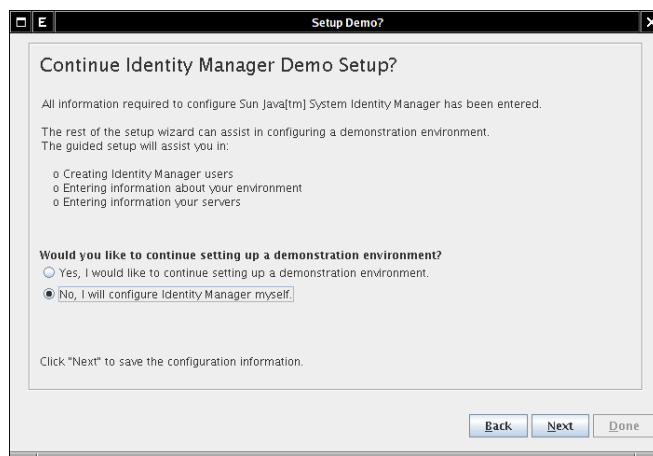 E Setup Demo? X
Continue Identity Manager Demo Setup?
All information required to configure Sun Java[tm] System Identity Manager has been entered.
The rest of the setup wizard can assist in configuring a demonstration environment.
The guided setup will assist you in:
o Creating Identity Manager users
o Entering information about your environment
o Entering information your servers
Would you like to continue setting up a demonstration environment?
Yes, I would like to continue setting up a demonstration environment.
No, I will configure Identity Manager myself.
Click "Next" to save the configuration information.
Back Next Done